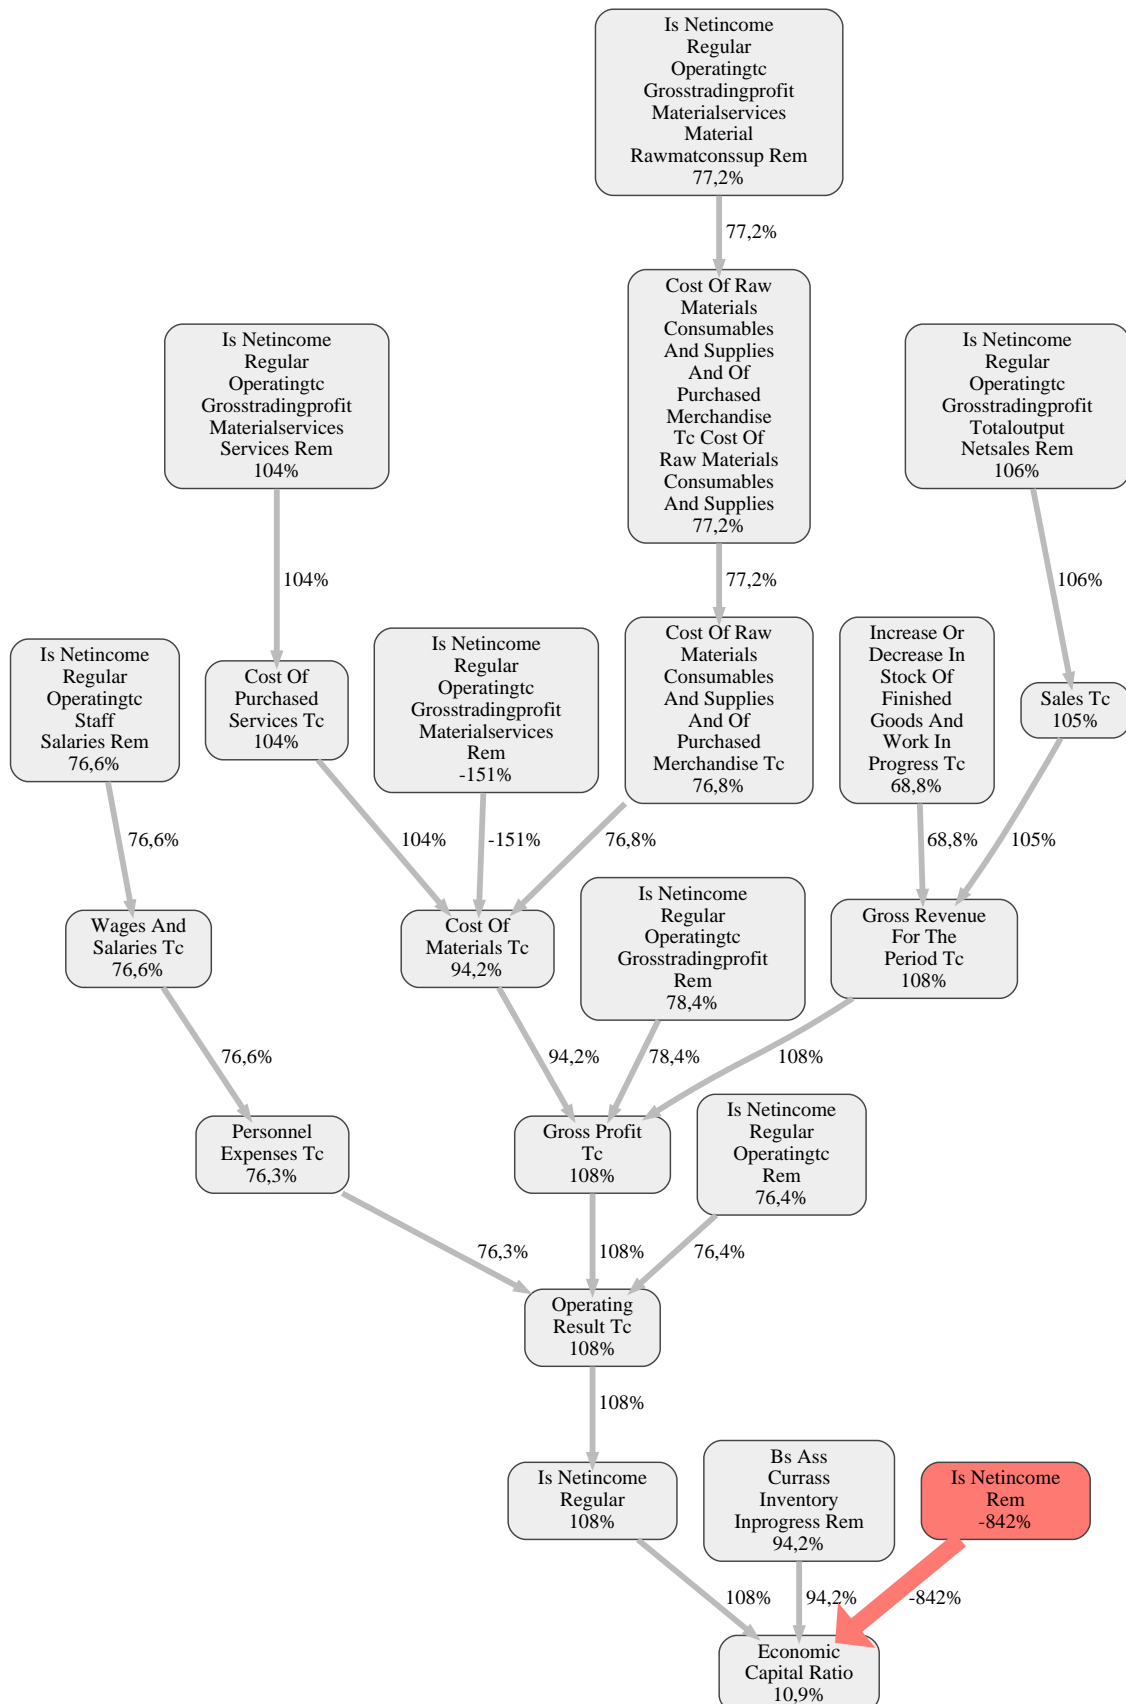 Is Netincome
Regular
Operatingtc
Grosstradingprofit
Materialservices
Material
Rawmatconssup Rem
77,2%
77,2%
Cost Of Raw
Materials
Consumables
And Supplies
And Of
Purchased
Merchandise
Tc Cost Of
Raw Materials
Consumables
And Supplies
77,2%
Is Netincome
Regular
Operatingtc
Grosstradingprofit
Materialservices
Services Rem
104%
Is Netincome
Regular
Operatingtc
Grosstradingprofit
Totaloutput
Netsales Rem
106%
104%
77,2%
106%
Is Netincome
Regular
Operatingtc
Staff
Salaries Rem
76,6%
Cost Of
Purchased
Services Tc
104%
Is Netincome
Regular
Operatingtc
Grosstradingprofit
Materialservices
Rem
-151%
Cost Of Raw
Materials
Consumables
And Supplies
And Of
Purchased
Merchandise Tc
76,8%
Increase Or
Decrease In
Stock Of
Finished
Goods And
Work In
Progress Tc
68,8%
Sales Tc
105%
76,6%
104%
-151%
76,8%
68,8%
105%
Wages And
Salaries Tc
76,6%
Cost Of
Materials Tc
94,2%
Is Netincome
Regular
Operatingtc
Grosstradingprofit
Rem
78,4%
Gross Revenue
For The
Period Tc
108%
76,6%
94,2%
78,4%
108%
Personnel
Expenses Tc
76,3%
Gross Profit
Tc
108%
Is Netincome
Regular
Operatingtc
Rem
76,4%
76,3%
108%
76,4%
Operating
Result Tc
108%
108%
Is Netincome
Regular
108%
Bs Ass
Currass
Inventory
Inprogress Rem
94,2%
Is Netincome
Rem
-842%
108%
94,2%
-842%
Economic
Capital Ratio
10,9%